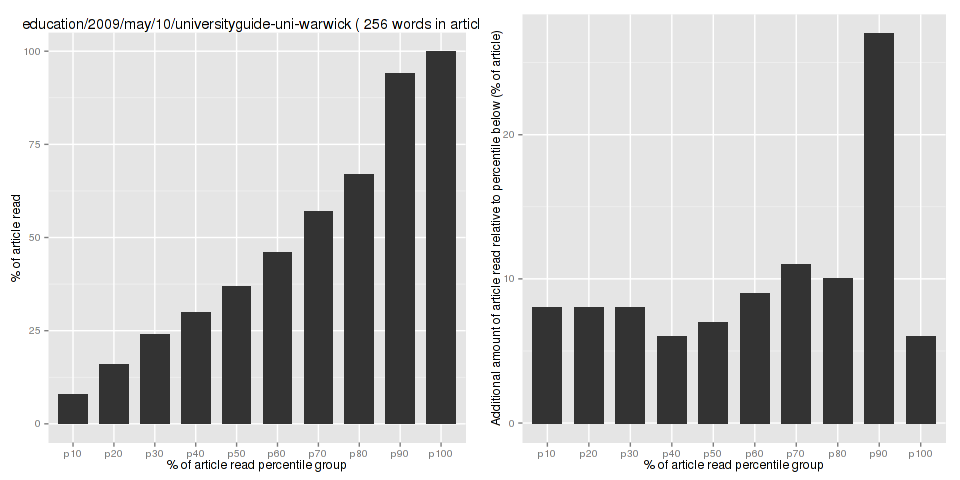 education/2009/may/10/universityguide-uni-warwick ( 256 words in articl
% of article read
100
75
50
25
0
p10 p20 p30 p40 p50 p60 p70 p80 p90 p100
% of article read percentile group
Additional amount of article read relative to percentile below (% of article)
20
10
0
p10 p20 p30 p40 p50 p60 p70 p80 p90 p100
% of article read percentile group